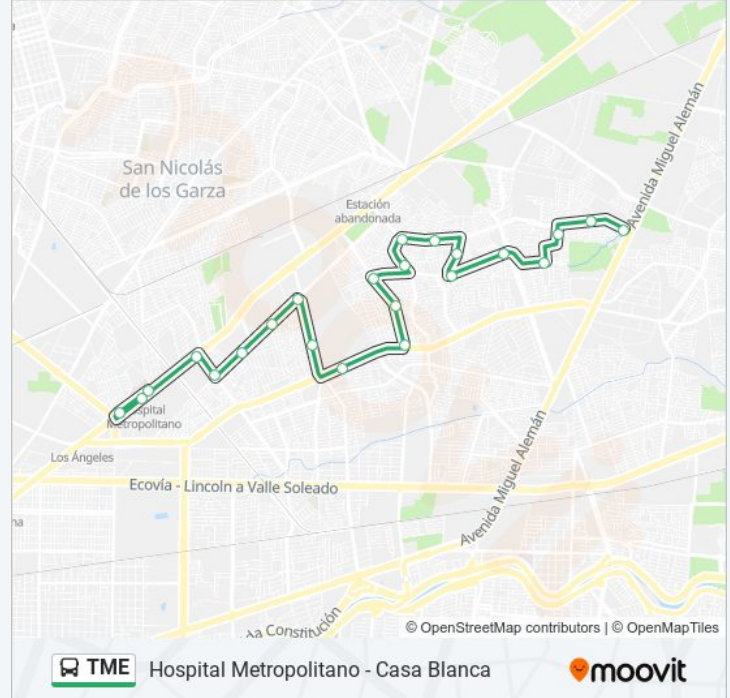 Avenida Miguel Alemán
San Nicolás
de los Garza
Estación
abandonada
Hospital
Metropolitano
Los Ángeles
Ecovía - Lincoln a Valle Soleado
Avenida Miguel Alemán
Constitución
© OpenStreetMap contributors | © OpenMapTiles
TME
Hospital Metropolitano - Casa Blanca
moovit